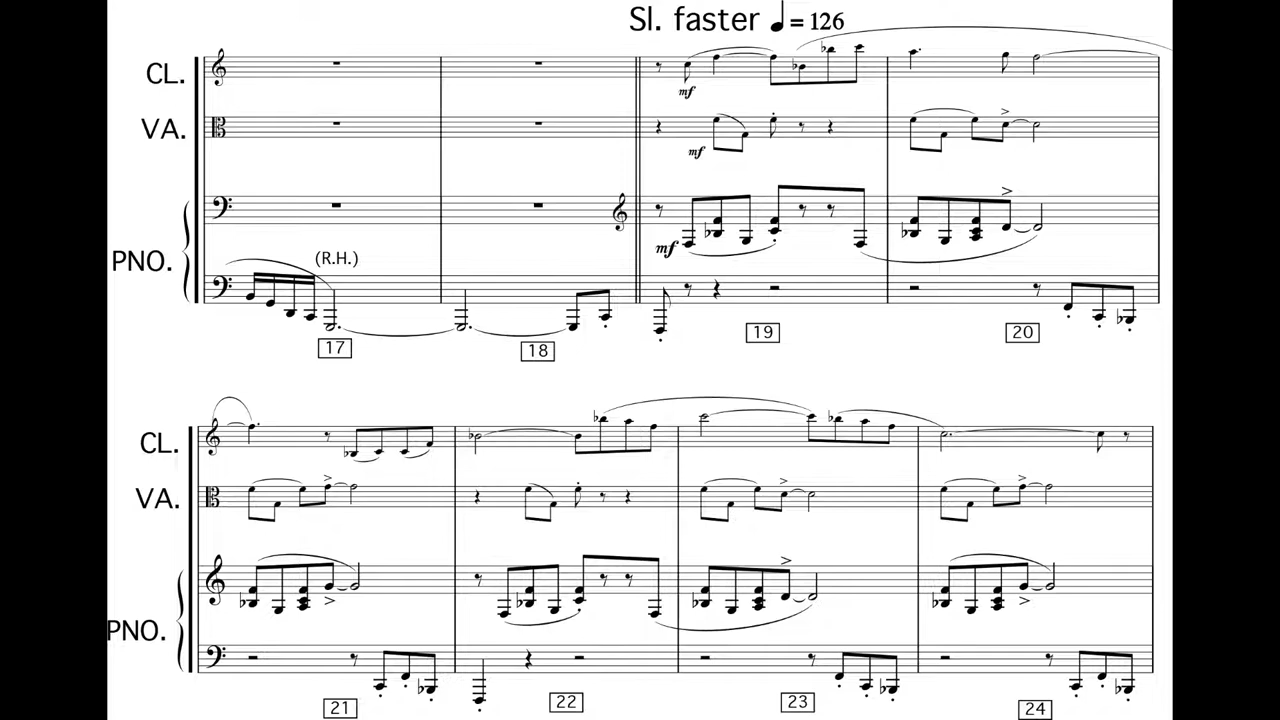 Sl. faster ♩ = 126
CL.
mf
VA.
mf
PNO.
(R.H.)
mf
17
18
19
20
CL.
VA.
PNO.
21
22
23
24